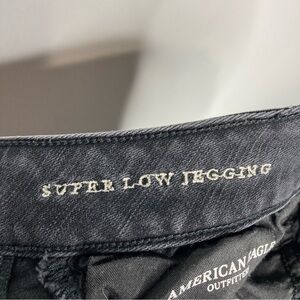 SUPER LOW JEGGING
AMERICAN EAGLE
OUTFITTERS